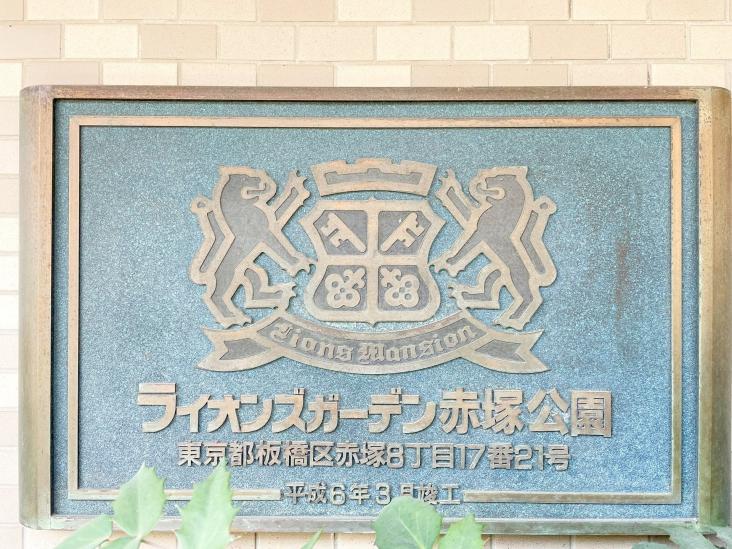 Lions Mansion
ライオンズガーデン赤塚公園
東京都板橋区赤塚8丁目17番21号
平成6年3月竣工